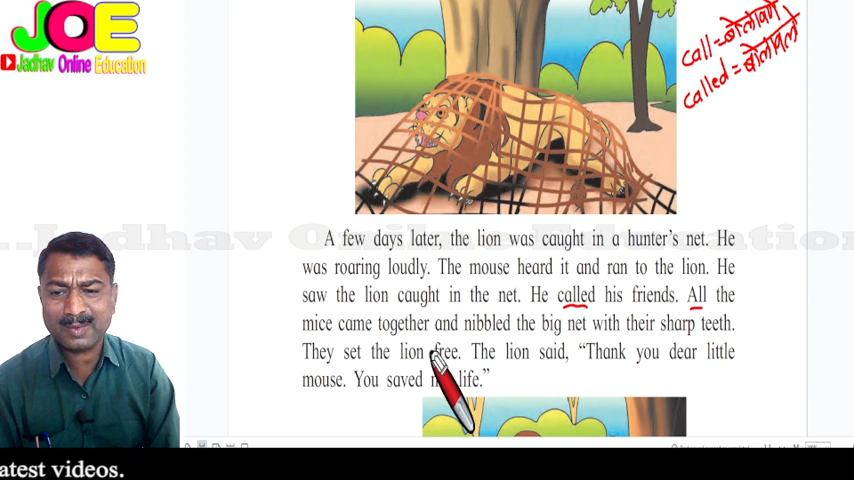 JOE
Jadhav Online Education
call = बोलावणे
called = बोलावले
...Jadhav Online Education
A few days later, the lion was caught in a hunter's net. He
was roaring loudly. The mouse heard it and ran to the lion. He
saw the lion caught in the net. He called his friends. All the
mice came together and nibbled the big net with their sharp teeth.
They set the lion free. The lion said, “Thank you dear little
mouse. You saved life.”
atest videos.